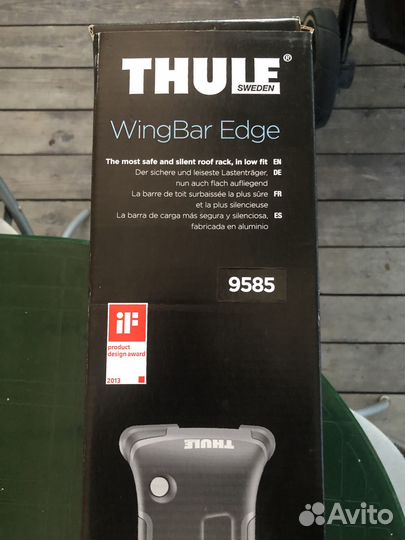 THULE®
SWEDEN
WingBar Edge
The most safe and silent roof rack, in low fit EN
Der sichere und leiseste Lastenträger, DE
nun auch flach aufliegend
La barre de toit surbaissée la plus sûre FR
et la plus silencieuse
La barra de carga más segura y silenciosa, ES
fabricada en aluminio
9585
iF
product
design award
2013
THULE
Avito